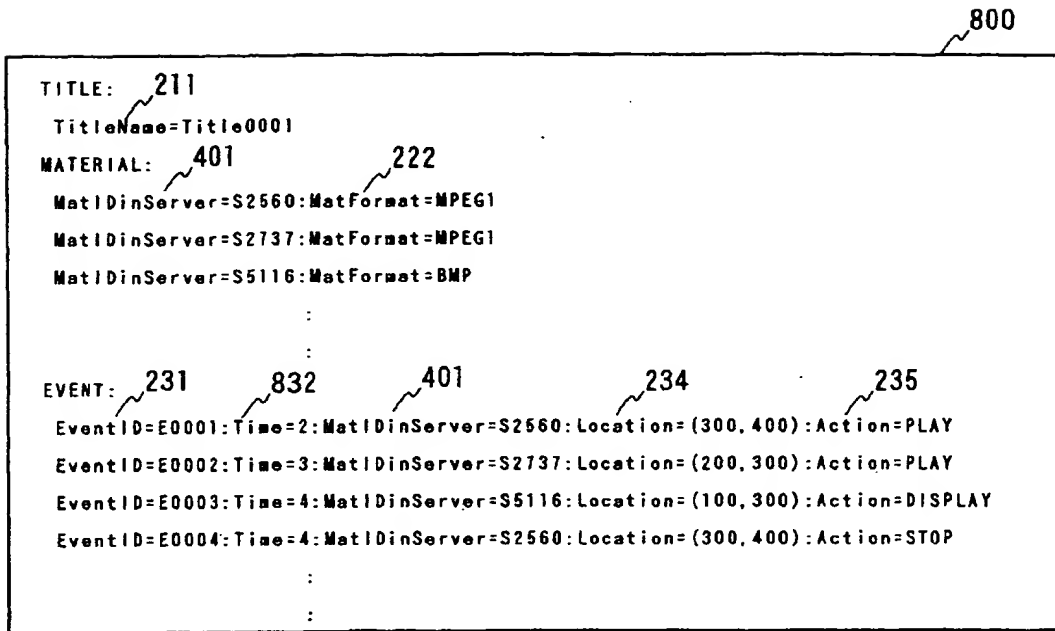 800
TITLE: 211
TitleName=Title0001
MATERIAL: 401 222
MatIDinServer=S2560:MatFormat=MPEG1
MatIDinServer=S2737:MatFormat=MPEG1
MatIDinServer=S5116:MatFormat=BMP
:
:
EVENT: 231 832 401 234 235
EventID=E0001:Time=2:MatIDinServer=S2560:Location=(300,400):Action=PLAY
EventID=E0002:Time=3:MatIDinServer=S2737:Location=(200,300):Action=PLAY
EventID=E0003:Time=4:MatIDinServer=S5116:Location=(100,300):Action=DISPLAY
EventID=E0004:Time=4:MatIDinServer=S2560:Location=(300,400):Action=STOP
:
: